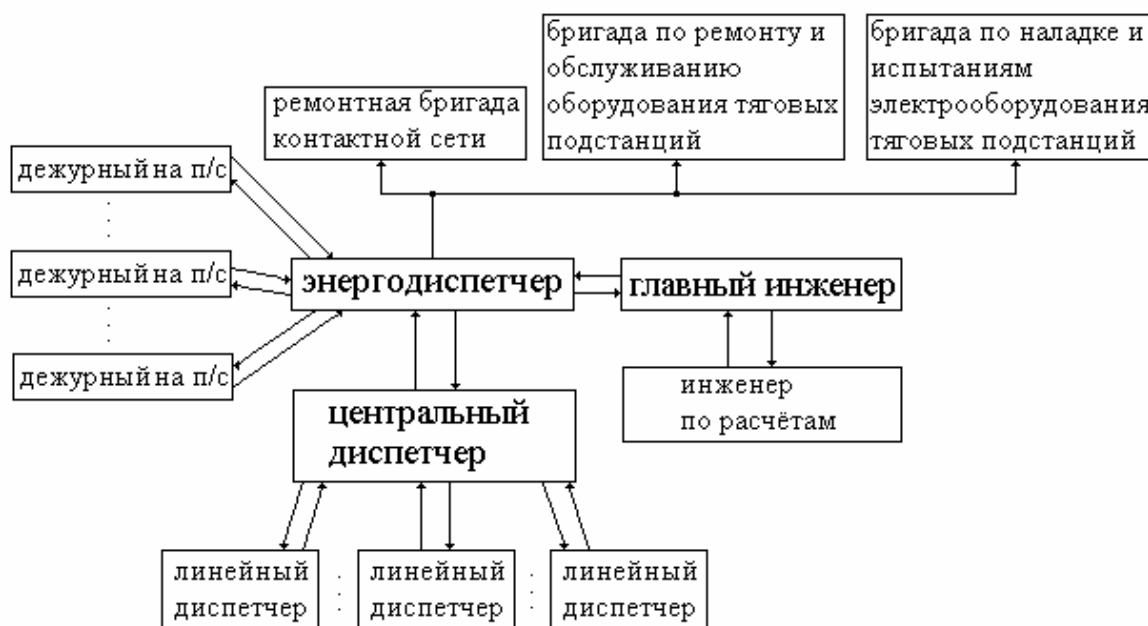 бригада по ремонту и
обслуживанию
оборудования тяговых
подстанций
бригада по наладке и
испытаниям
электрооборудования
тяговых подстанций
ремонтная бригада
контактной сети
дежурный на п/с
дежурный на п/с
энергодиспетчер
главный инженер
дежурный на п/с
инженер
по расчётам
центральный
диспетчер
линейный
диспетчер
линейный
диспетчер
линейный
диспетчер